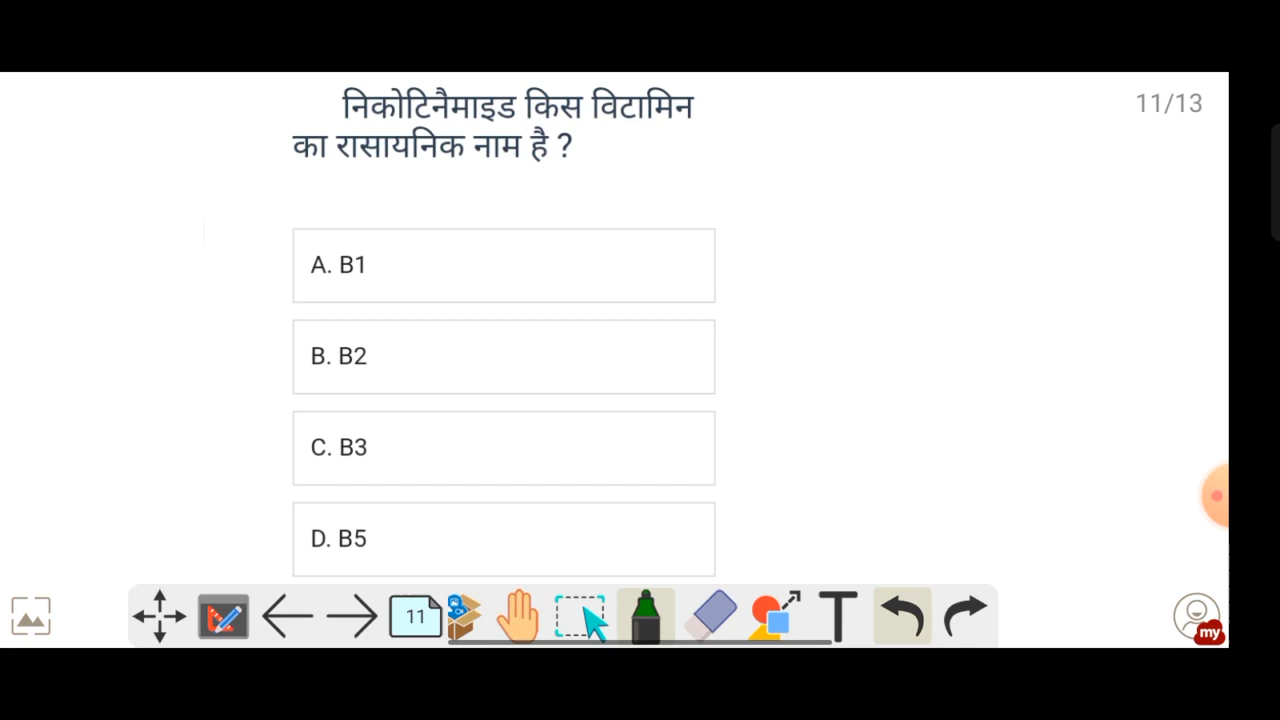 निकोटिनैमाइड किस विटामिन
का रासायनिक नाम है ?
11/13
A. B1
B. B2
C. B3
D. B5
11
T
my